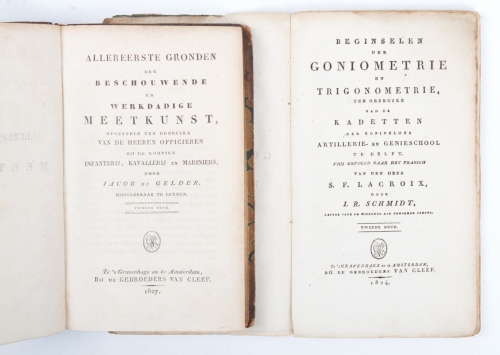 ALLEREERSTE GRONDEN
DER
BESCHOUWENDE
EN
WERKDADIGE
MEETKUNST,
OPGESTELD TEN GEBRUIKE
VAN DE HEEREN OFFICIEREN
BIJ DE KORPSEN
INFANTERIE, KAVALLERIJ EN MARINIERS,
DOOR
JACOB DE GELDER,
HOOGLEERAAR TE LEYDEN.
TWEEDE DRUK.
Te 's Gravenhage en te Amsterdam,
BIJ DE GEBROEDERS VAN CLEEF.
1827.
BEGINSELEN
DER
GONIOMETRIE
EN
TRIGONOMETRIE,
TEN GEBRUIKE
VAN DE
KADETTEN
DER KONINKLIJKE
ARTILLERIE- EN GENIESCHOOL
TE DELFT.
VRIJ GEVOLGD NAAR HET FRANSCH
VAN DEN HEER
S. F. LACROIX,
DOOR
I. R. SCHMIDT,
TWEEDE DRUK.
Te 's GRAVENHAGE en te AMSTERDAM,
BIJ DE GEBROEDERS VAN CLEEF.
1824.